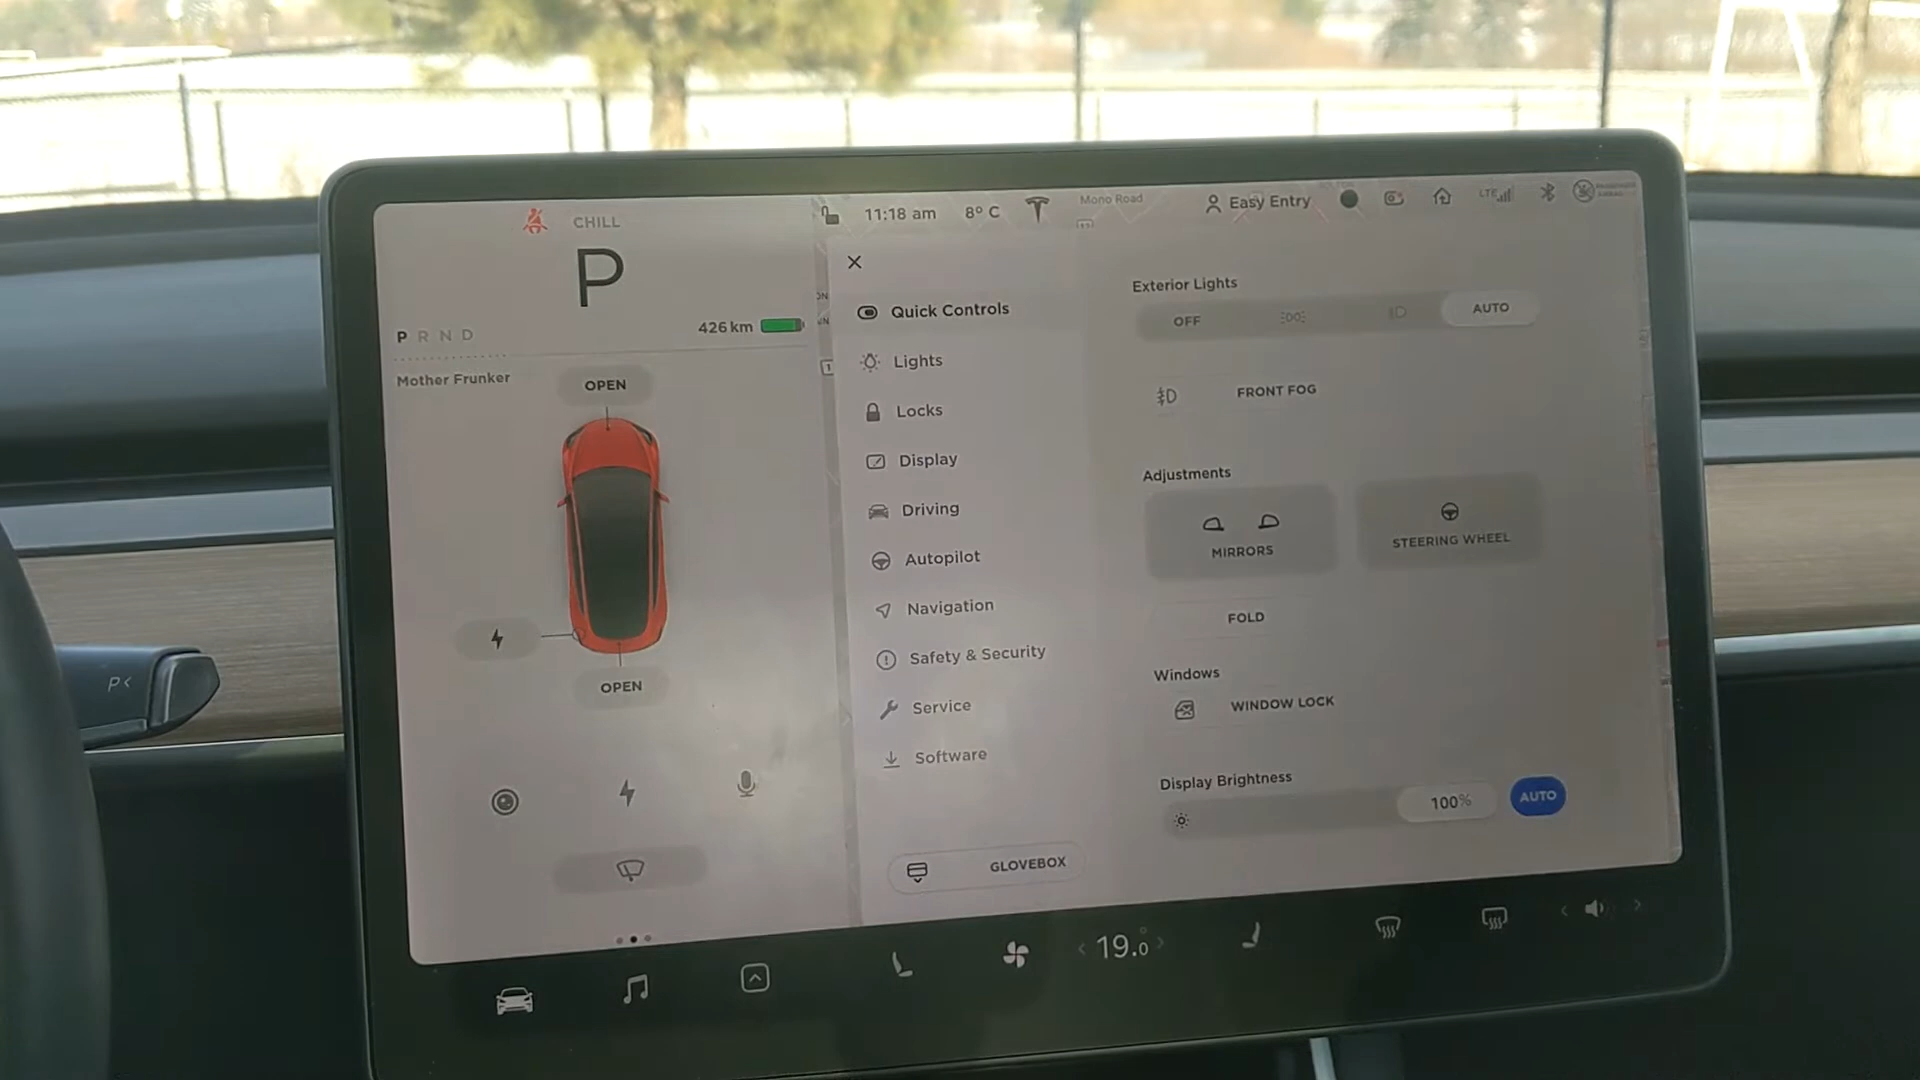 CHILL
P
P R N D
426 km
Mother Frunker
OPEN
OPEN
11:18 am
8° C
Mono Road
Easy Entry
LTE
Quick Controls
Lights
Locks
Display
Driving
Autopilot
Navigation
Safety & Security
Service
Software
GLOVEBOX
Exterior Lights
OFF
AUTO
FRONT FOG
Adjustments
MIRRORS
STEERING WHEEL
FOLD
Windows
WINDOW LOCK
Display Brightness
100%
AUTO
19.0°
P<